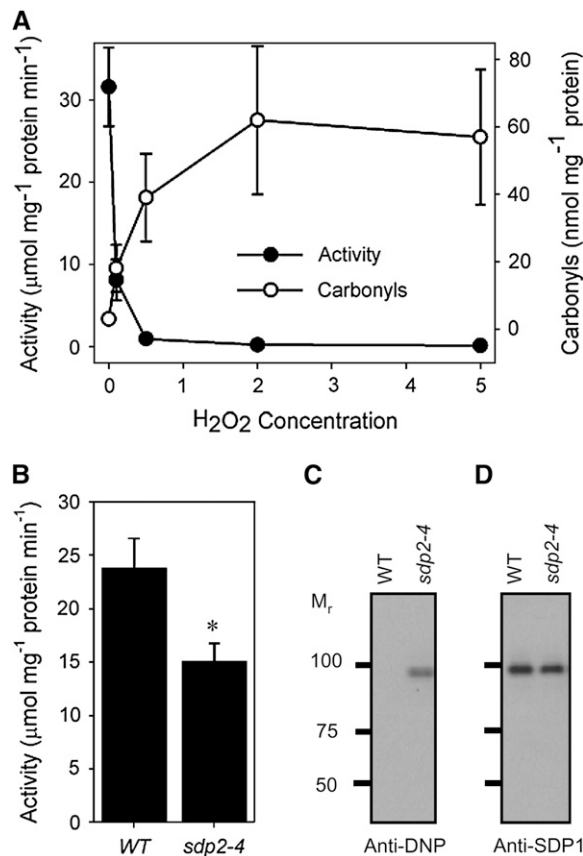 A
Activity (μmol mg⁻¹ protein min⁻¹)
30
20
10
0
80
60
40
20
0
Carbonyls (nmol mg⁻¹ protein)
Activity
Carbonyls
0 1 2 3 4 5
H₂O₂ Concentration
B
Activity (μmol mg⁻¹ protein min⁻¹)
30
25
20
15
10
5
0
*
WT sdp2-4
C
WT sdp2-4
Mᵣ
100
75
50
Anti-DNP
D
WT sdp2-4
Anti-SDP1